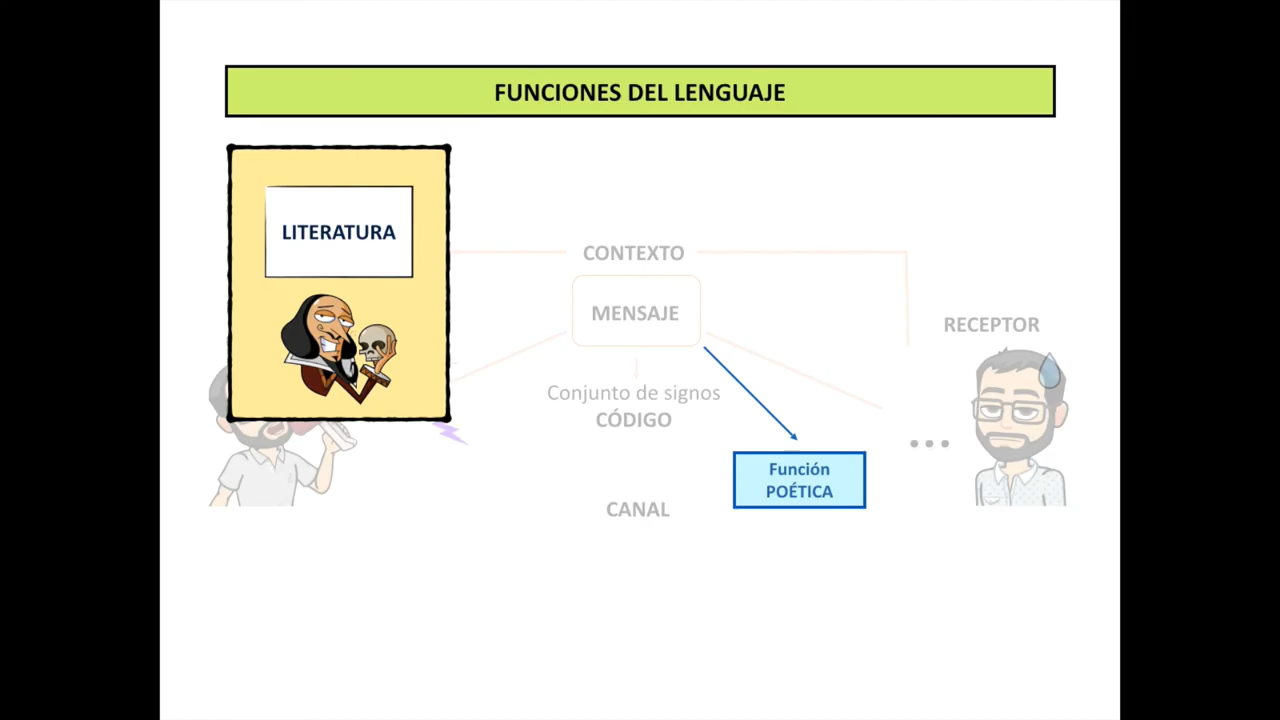 FUNCIONES DEL LENGUAJE
LITERATURA
CONTEXTO
MENSAJE
RECEPTOR
Conjunto de signos
CÓDIGO
Función
POÉTICA
CANAL